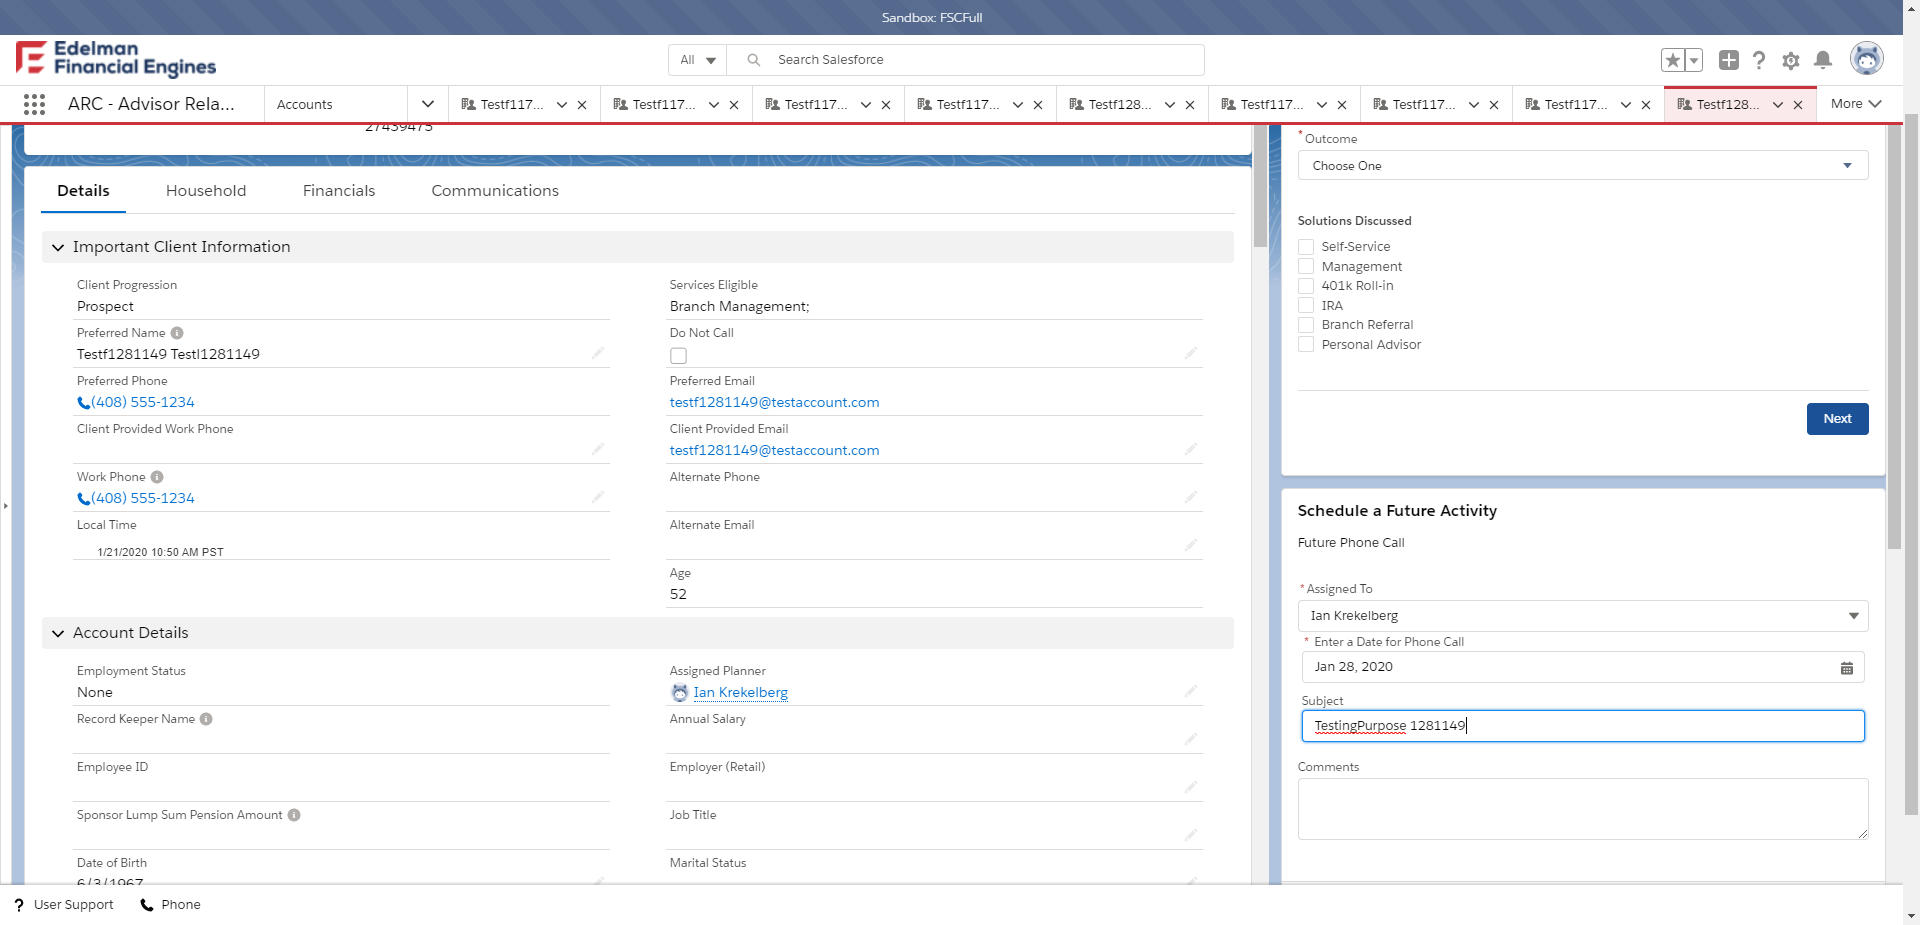 Sandbox: FSCFull
Edelman
Financial Engines
All
Search Salesforce
ARC - Advisor Rela...
Accounts
Testf117...
Testf117...
Testf117...
Testf117...
Testf128...
Testf117...
Testf117...
Testf117...
Testf128...
More
27439475
Details
Household
Financials
Communications
Important Client Information
Client Progression
Prospect
Services Eligible
Branch Management;
Preferred Name
Testf1281149 Testl1281149
Do Not Call
Preferred Phone
(408) 555-1234
Preferred Email
testf1281149@testaccount.com
Client Provided Work Phone
Client Provided Email
testf1281149@testaccount.com
Work Phone
(408) 555-1234
Alternate Phone
Local Time
1/21/2020 10:50 AM PST
Alternate Email
Age
52
Account Details
Employment Status
None
Assigned Planner
Ian Krekelberg
Record Keeper Name
Annual Salary
Employee ID
Employer (Retail)
Sponsor Lump Sum Pension Amount
Job Title
Date of Birth
6/3/1967
Marital Status
*Outcome
Choose One
Solutions Discussed
Self-Service
Management
401k Roll-in
IRA
Branch Referral
Personal Advisor
Next
Schedule a Future Activity
Future Phone Call
*Assigned To
Ian Krekelberg
* Enter a Date for Phone Call
Jan 28, 2020
Subject
TestingPurpose 1281149
Comments
? User Support
Phone